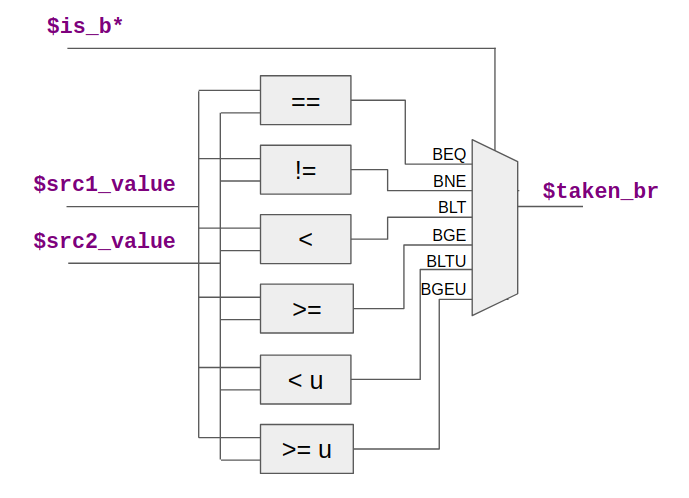 $is_b*
==
BEQ
!=
BNE
$src1_value
$taken_br
BLT
<
$src2_value
BGE
BLTU
BGEU
>=
< u
>= u